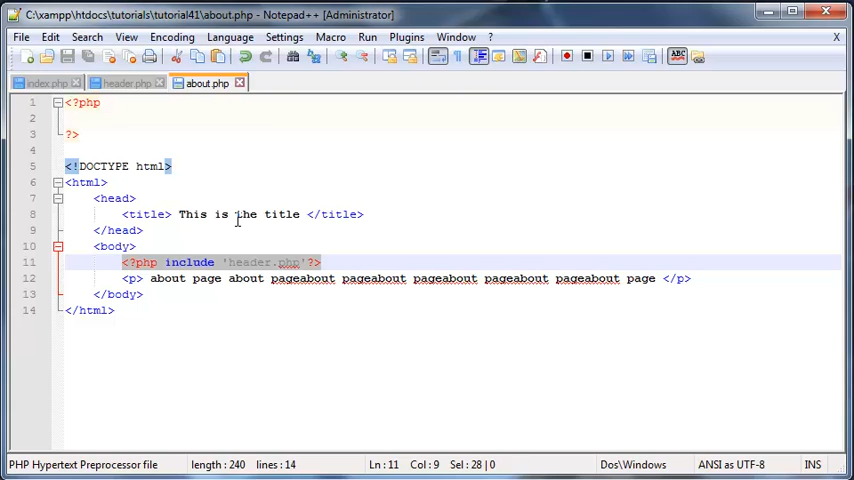 C:\xampp\htdocs\tutorials\tutorial41\about.php - Notepad++ [Administrator]
File Edit Search View Encoding Language Settings Macro Run Plugins Window ? X
ABC
index.php header.php about.php
1 <?php
2
3 ?>
4
5 <!DOCTYPE html>
6 <html>
7 <head>
8 <title> This is the title </title>
9 </head>
10 <body>
11 <?php include 'header.php'?>
12 <p> about page about pageabout pageabout pageabout pageabout pageabout page </p>
13 </body>
14 </html>
PHP Hypertext Preprocessor file length : 240 lines : 14 Ln : 11 Col : 9 Sel : 28 | 0 Dos\Windows ANSI as UTF-8 INS